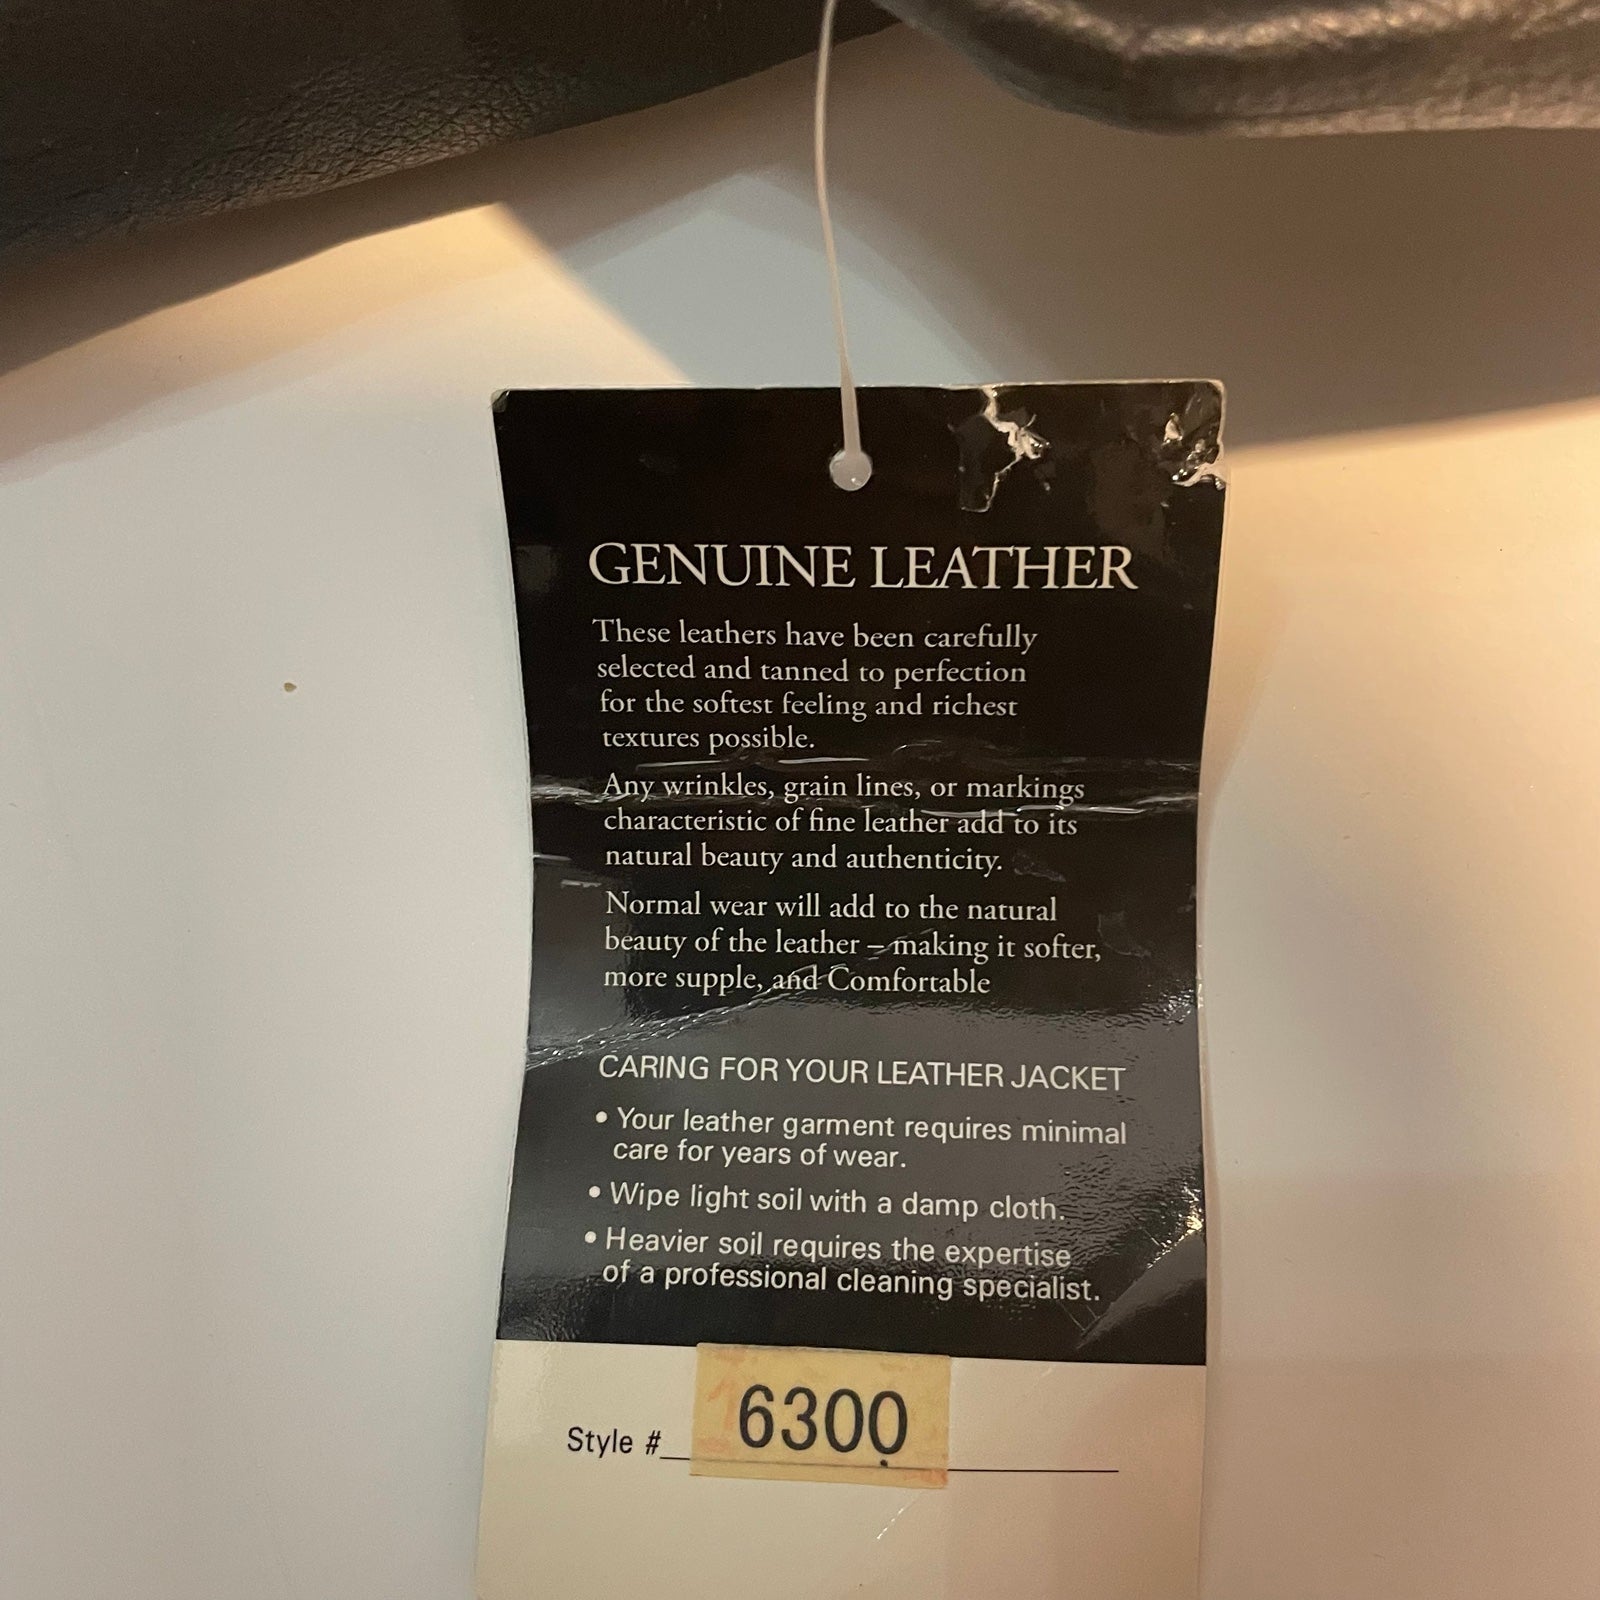 GENUINE LEATHER
These leathers have been carefully
selected and tanned to perfection
for the softest feeling and richest
textures possible.
Any wrinkles, grain lines, or markings
characteristic of fine leather add to its
natural beauty and authenticity.
Normal wear will add to the natural
beauty of the leather – making it softer,
more supple, and Comfortable
CARING FOR YOUR LEATHER JACKET
• Your leather garment requires minimal
care for years of wear.
• Wipe light soil with a damp cloth.
• Heavier soil requires the expertise
of a professional cleaning specialist.
Style # 6300